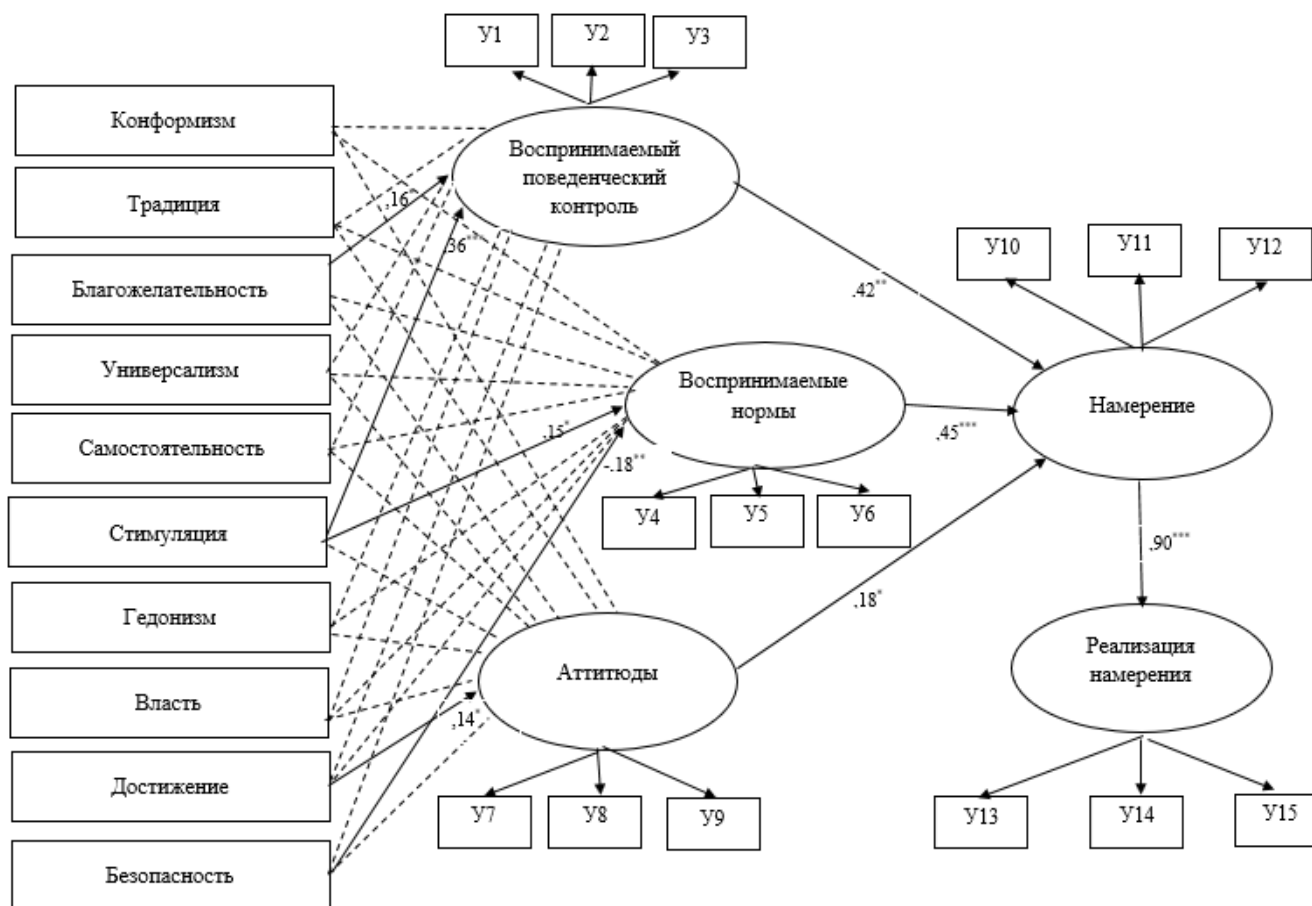 У1
У2
У3
Конформизм
Традиция
Благожелательность
Универсализм
Самостоятельность
Стимуляция
Гедонизм
Власть
Достижение
Безопасность
Воспринимаемый
поведенческий
контроль
,16*
,36***
,42**
Воспринимаемые
нормы
,15*
-.18**
,45***
У4
У5
У6
Аттитюды
,14*
,18*
У7
У8
У9
У10
У11
У12
Намерение
,90***
Реализация
намерения
У13
У14
У15